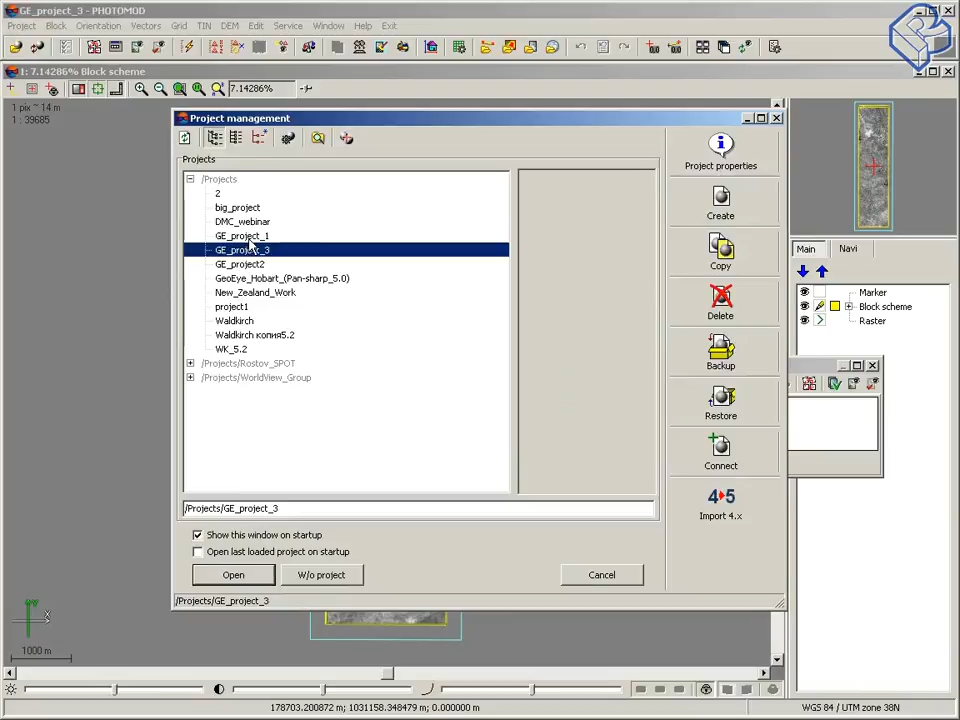 GE_project_3 - PHOTOMOD
Project Block Orientation Vectors Grid TIN DEM Edit Service Window Help Exit
1: 7.14286% Block scheme
7.14286%
1 pix ~ 14 m
1 : 39685
Project management
Projects
/Projects
2
big_project
DMC_webinar
GE_project_1
GE_project_3
GE_project2
GeoEye_Hobart_(Pan-sharp_5.0)
New_Zealand_Work
project1
Waldkirch
Waldkirch копия5.2
WK_5.2
/Projects/Rostov_SPOT
/Projects/WorldView_Group
/Projects/GE_project_3
Show this window on startup
Open last loaded project on startup
Open W/o project Cancel
/Projects/GE_project_3
Project properties
Create
Copy
Delete
Backup
Restore
Connect
4 5
Import 4.x
Main Navi
Marker
Block scheme
Raster
X
1000 m
178703.200872 m; 1031158.348479 m; 0.000000 m
WGS 84 / UTM zone 38N